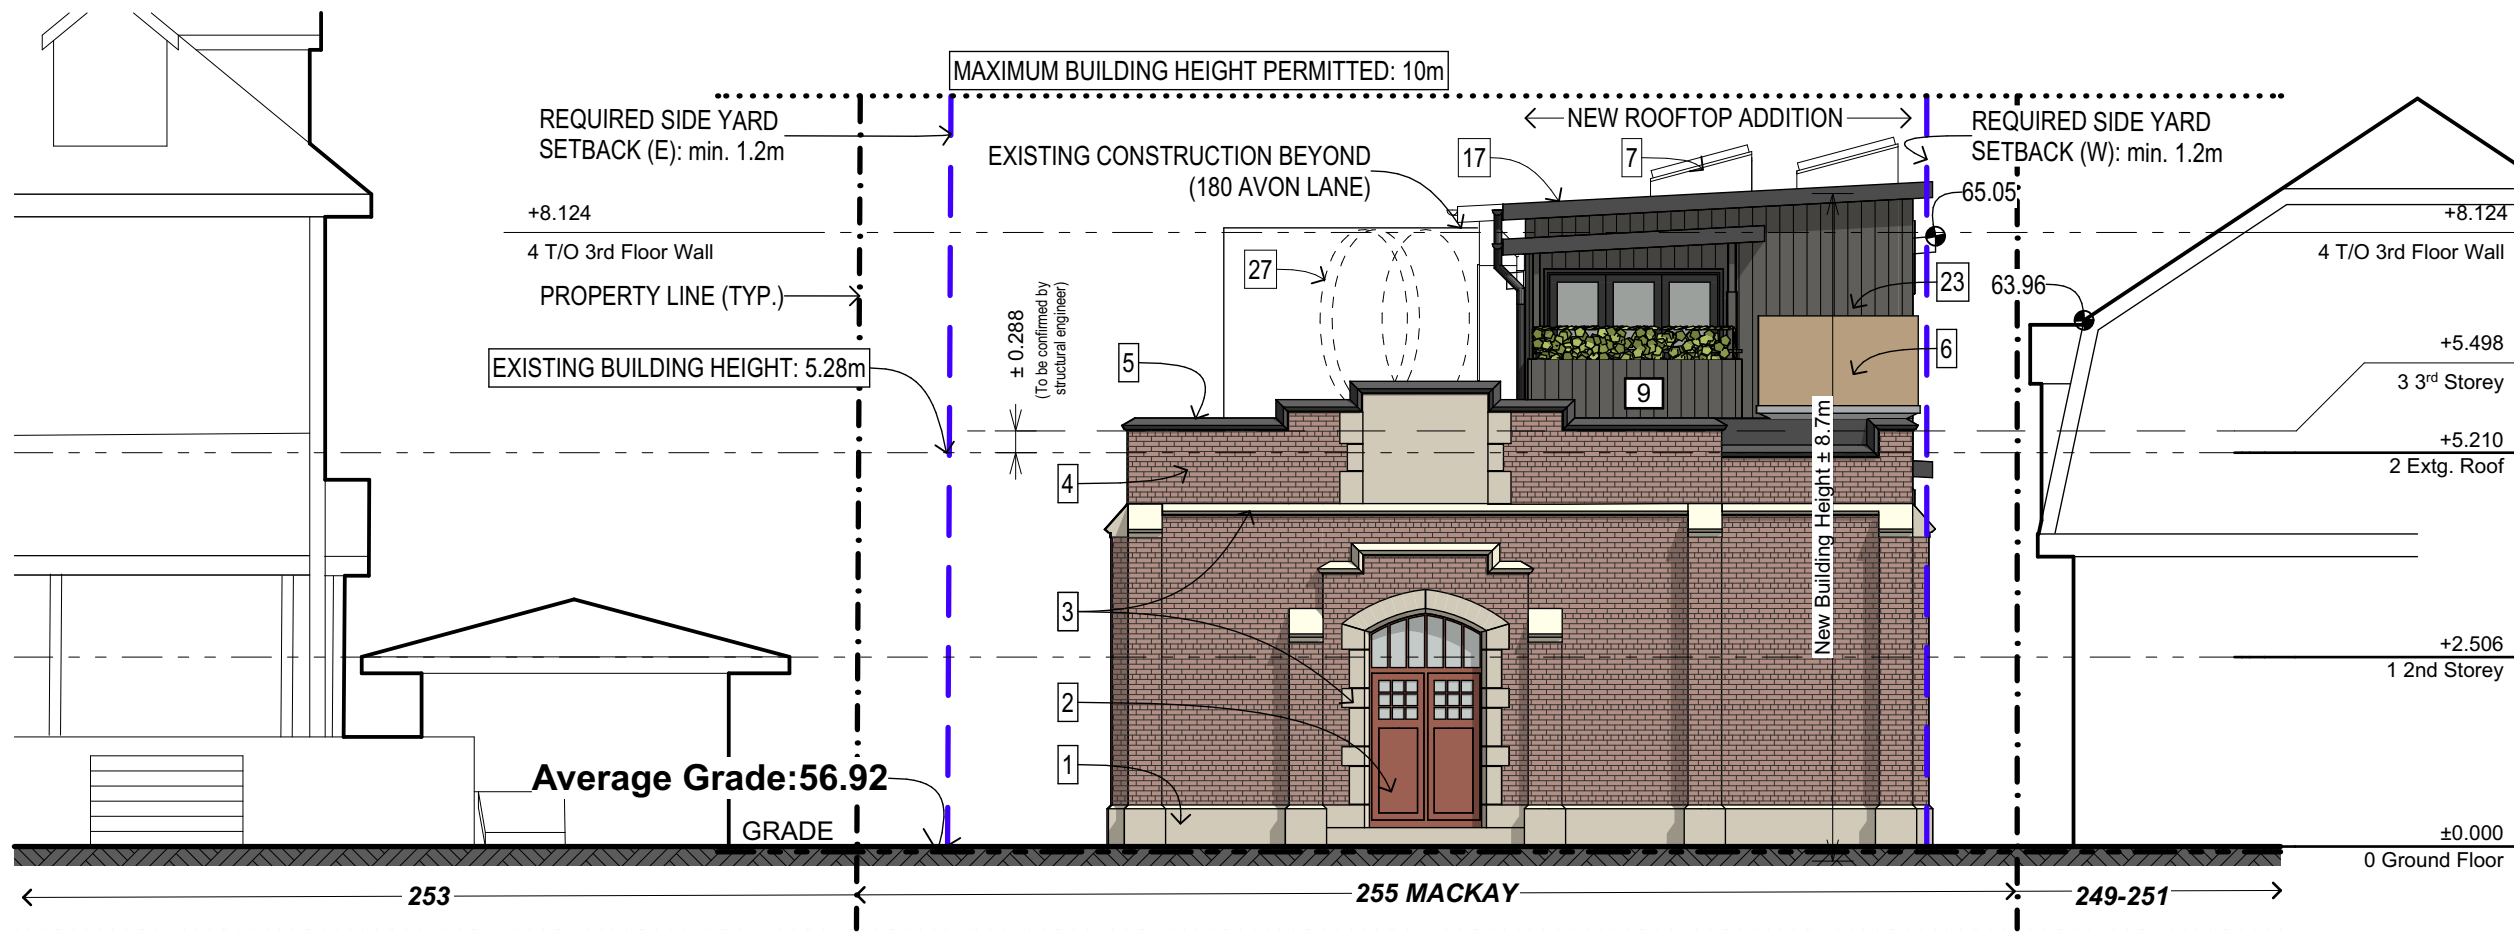 MAXIMUM BUILDING HEIGHT PERMITTED: 10m
REQUIRED SIDE YARD
SETBACK (E): min. 1.2m
NEW ROOFTOP ADDITION
REQUIRED SIDE YARD
SETBACK (W): min. 1.2m
EXISTING CONSTRUCTION BEYOND
(180 AVON LANE)
17
7
65.05
+8.124
4 T/O 3rd Floor Wall
+8.124
4 T/O 3rd Floor Wall
PROPERTY LINE (TYP.)
27
23
63.96
± 0.288
(To be confirmed by
structural engineer)
EXISTING BUILDING HEIGHT: 5.28m
5
6
9
+5.498
3 3rd Storey
+5.210
2 Extg. Roof
4
New Building Height ± 8.7m
3
+2.506
1 2nd Storey
2
1
Average Grade:56.92
GRADE
±0.000
0 Ground Floor
253
255 MACKAY
249-251